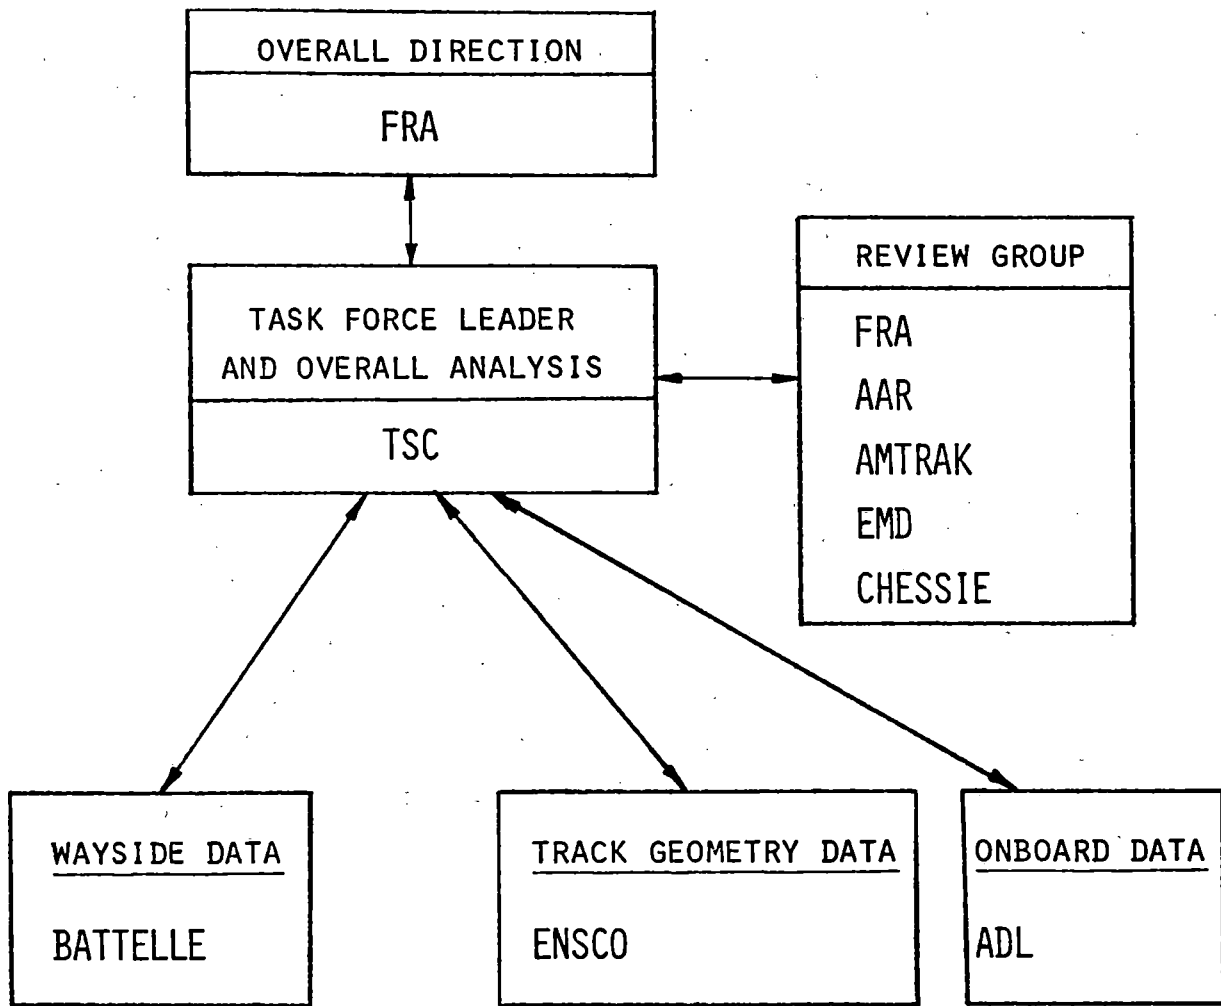 OVERALL DIRECTION
FRA
TASK FORCE LEADER
AND OVERALL ANALYSIS
TSC
REVIEW GROUP
FRA
AAR
AMTRAK
EMD
CHESSIE
WAYSIDE DATA
BATTELLE
TRACK GEOMETRY DATA
ENSCO
ONBOARD DATA
ADL